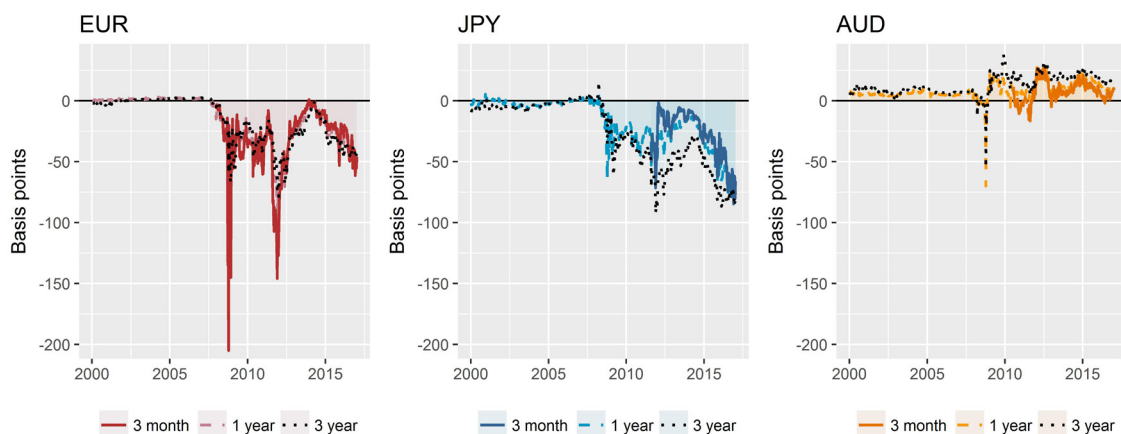 EUR
JPY
AUD
Basis points
0
-50
-100
-150
-200
2000
2005
2010
2015
3 month
1 year
3 year
Basis points
0
-50
-100
-150
-200
2000
2005
2010
2015
3 month
1 year
3 year
Basis points
0
-50
-100
-150
-200
2000
2005
2010
2015
3 month
1 year
3 year